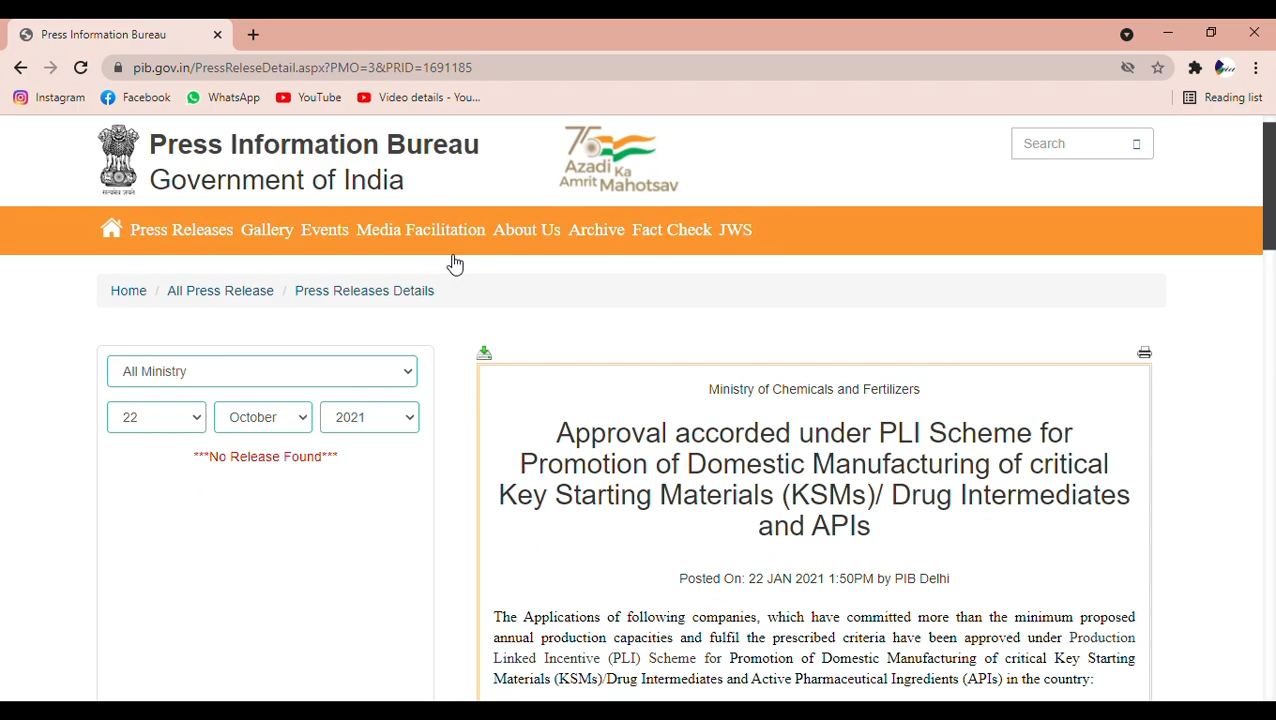 Press Information Bureau
pib.gov.in/PressReleseDetail.aspx?PMO=3&PRID=1691185
Instagram Facebook WhatsApp YouTube Video details - You... Reading list
Press Information Bureau
Government of India
सत्यमेव जयते
75
Azadi Ka
Amrit Mahotsav
Search
Press Releases Gallery Events Media Facilitation About Us Archive Fact Check JWS
Home / All Press Release / Press Releases Details
All Ministry
22 October 2021
***No Release Found***
Ministry of Chemicals and Fertilizers
Approval accorded under PLI Scheme for
Promotion of Domestic Manufacturing of critical
Key Starting Materials (KSMs)/ Drug Intermediates
and APIs
Posted On: 22 JAN 2021 1:50PM by PIB Delhi
The Applications of following companies, which have committed more than the minimum proposed
annual production capacities and fulfil the prescribed criteria have been approved under Production
Linked Incentive (PLI) Scheme for Promotion of Domestic Manufacturing of critical Key Starting
Materials (KSMs)/Drug Intermediates and Active Pharmaceutical Ingredients (APIs) in the country: